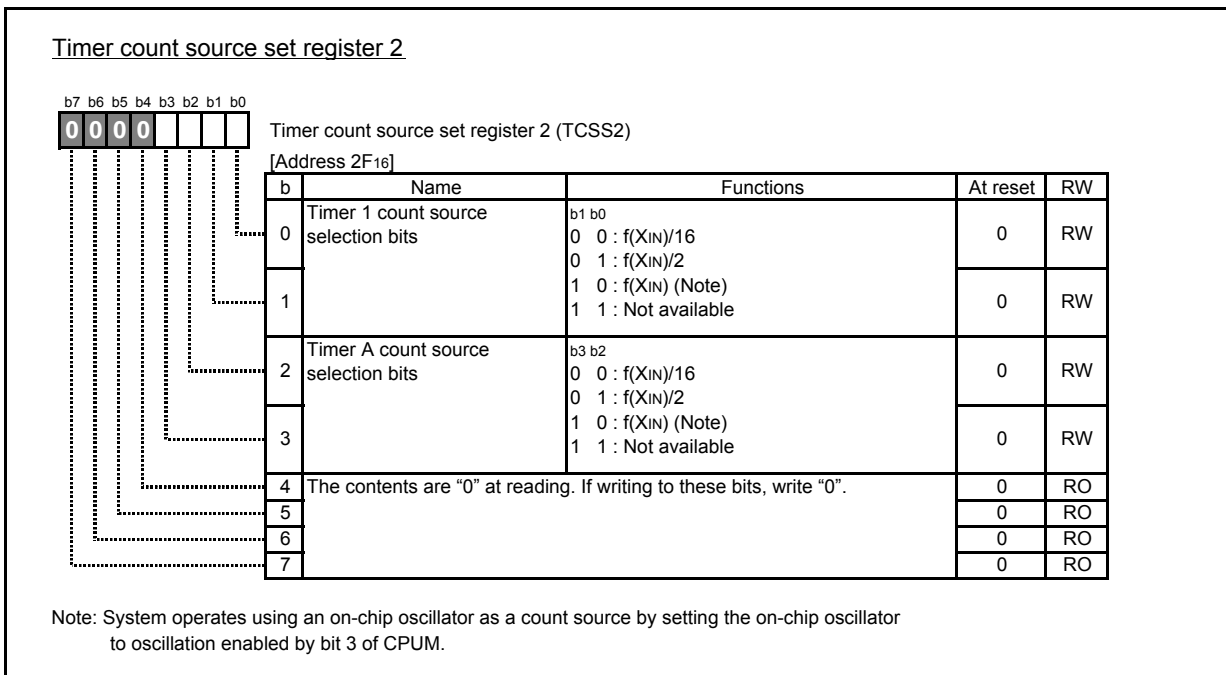 Timer count source set register 2
b7 b6 b5 b4 b3 b2 b1 b0
0 0 0 0
Timer count source set register 2 (TCSS2)
[Address 2F16]
b Name Functions At reset RW
0 Timer 1 count source selection bits b1 b0 0 RW
0 0 : f(XIN)/16
0 1 : f(XIN)/2
1 1 0 : f(XIN) (Note) 0 RW
1 1 : Not available
2 Timer A count source selection bits b3 b2 0 RW
0 0 : f(XIN)/16
0 1 : f(XIN)/2
3 1 0 : f(XIN) (Note) 0 RW
1 1 : Not available
4 The contents are “0” at reading. If writing to these bits, write “0”. 0 RO
5 0 RO
6 0 RO
7 0 RO
Note: System operates using an on-chip oscillator as a count source by setting the on-chip oscillator
to oscillation enabled by bit 3 of CPUM.